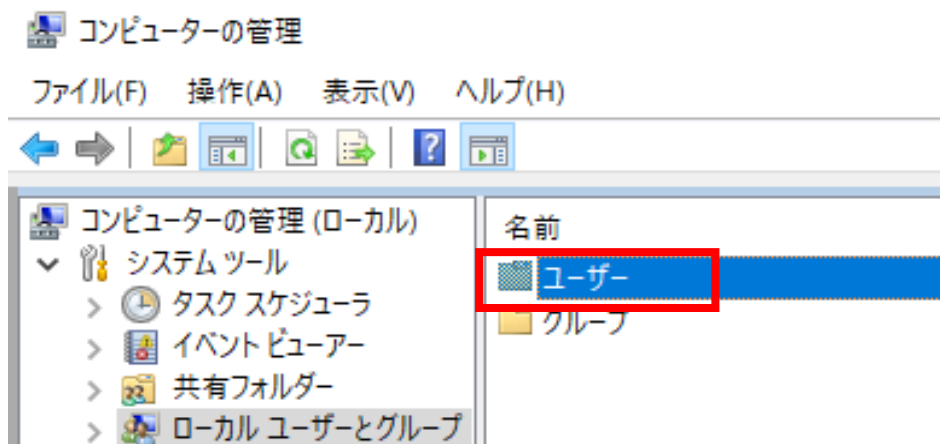 コンピューターの管理
ファイル(F) 操作(A) 表示(V) ヘルプ(H)
コンピューターの管理 (ローカル)
システム ツール
タスク スケジューラ
イベント ビューアー
共有フォルダー
ローカル ユーザーとグループ
名前
ユーザー
グループ